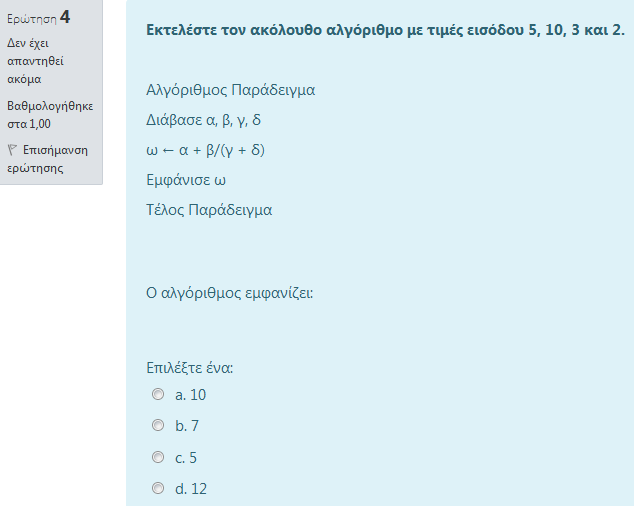 Ερώτηση 4
Δεν έχει
απαντηθεί
ακόμα
Βαθμολογήθηκε
στα 1,00
Επισήμανση
ερώτησης
Εκτελέστε τον ακόλουθο αλγόριθμο με τιμές εισόδου 5, 10, 3 και 2.
Αλγόριθμος Παράδειγμα
Διάβασε α, β, γ, δ
ω ← α + β/(γ + δ)
Εμφάνισε ω
Τέλος Παράδειγμα
Ο αλγόριθμος εμφανίζει:
Επιλέξτε ένα:
a. 10
b. 7
c. 5
d. 12